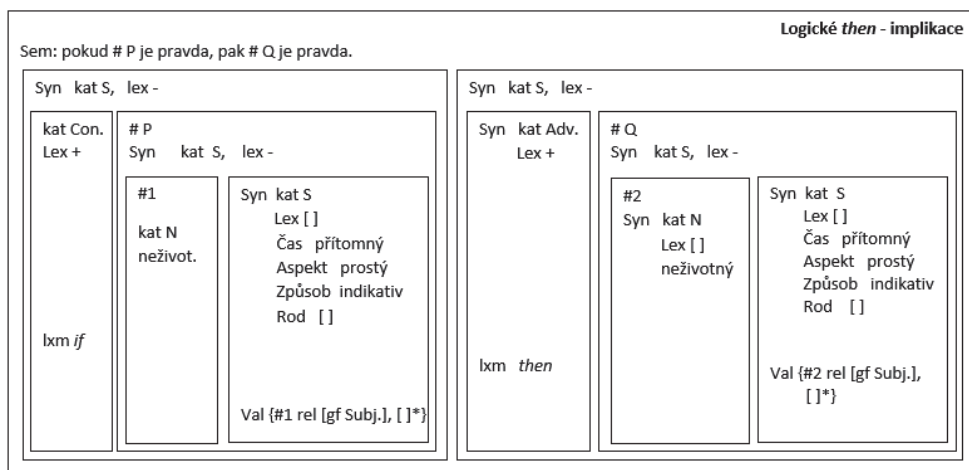 Logické then - implikace
Sem: pokud # P je pravda, pak # Q je pravda.
Syn kat S, lex -
kat Con.
Lex +
lxm if
# P
Syn kat S, lex -
#1
kat N
neživot.
Syn kat S
Lex [ ]
Čas přítomný
Aspekt prostý
Způsob indikativ
Rod [ ]
Val {#1 rel [gf Subj.], [ ]*}
Syn kat S, lex -
Syn kat Adv.
Lex +
lxm then
# Q
Syn kat S, lex -
#2
Syn kat N
Lex [ ]
neživotný
Syn kat S
Lex [ ]
Čas přítomný
Aspekt prostý
Způsob indikativ
Rod [ ]
Val {#2 rel [gf Subj.],
[ ]*}